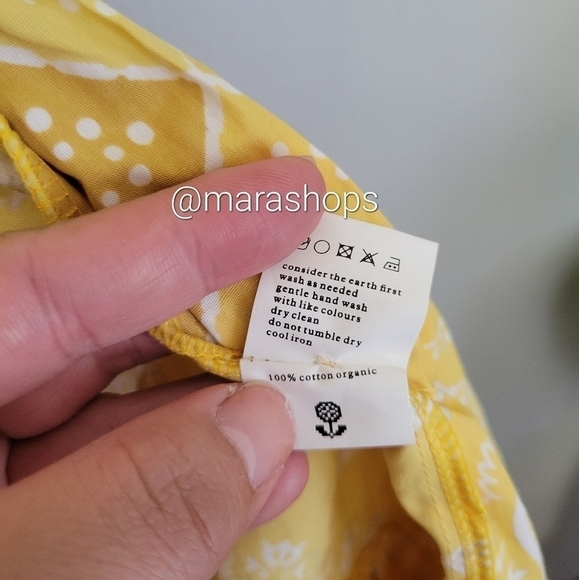 @marashops
consider the earth first
wash as needed
gentle hand wash
with like colours
dry clean
do not tumble dry
cool iron
100% cotton organic